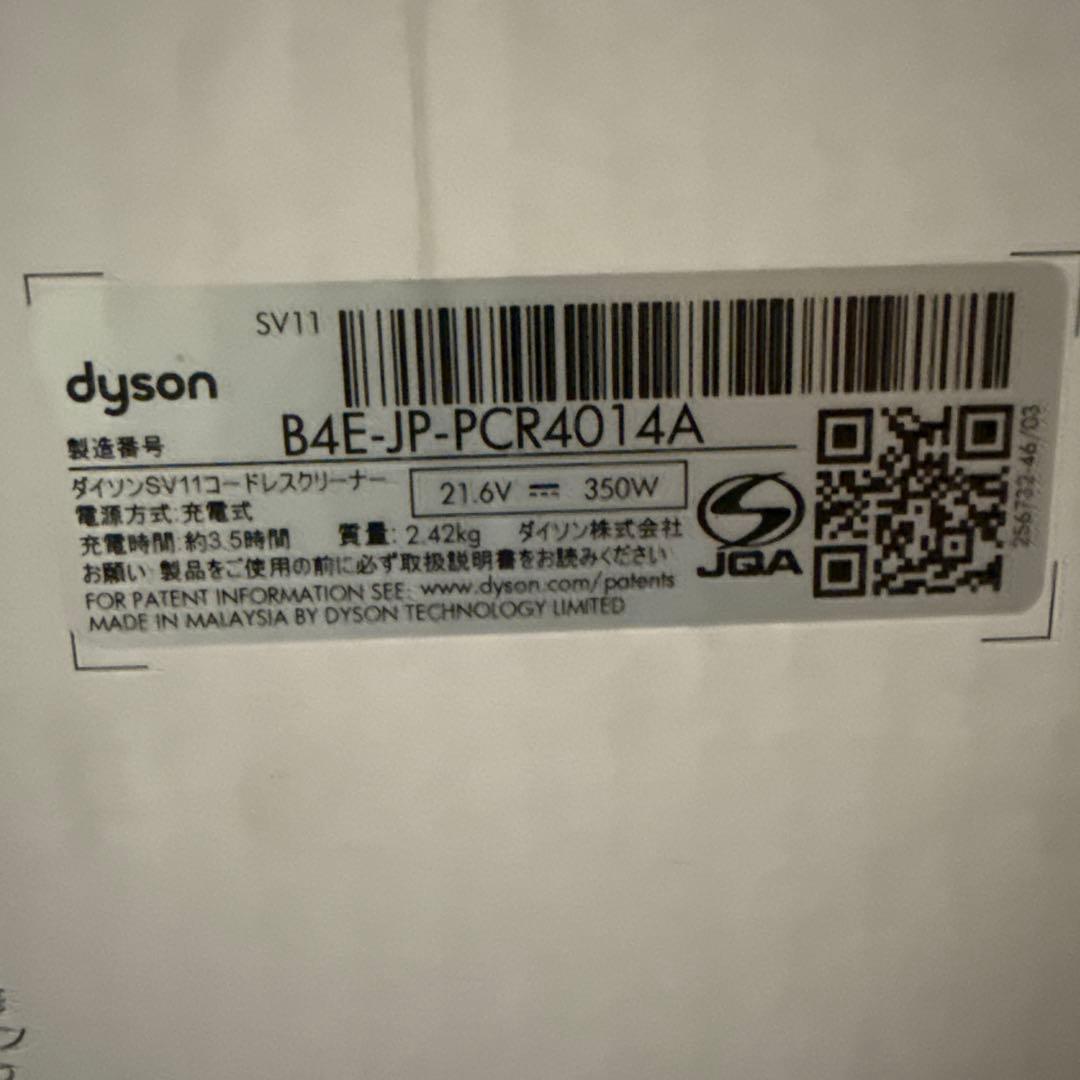 SV11
dyson
製造番号 B4E-JP-PCR4014A
ダイソンSV11コードレスクリーナー
21.6V ⎓ 350W
電源方式:充電式
充電時間:約3.5時間 質量: 2.42kg ダイソン株式会社
お願い 製品をご使用の前に必ず取扱説明書をお読みください
FOR PATENT INFORMATION SEE: www.dyson.com/patents
MADE IN MALAYSIA BY DYSON TECHNOLOGY LIMITED
JQA
256732-46/03
ン